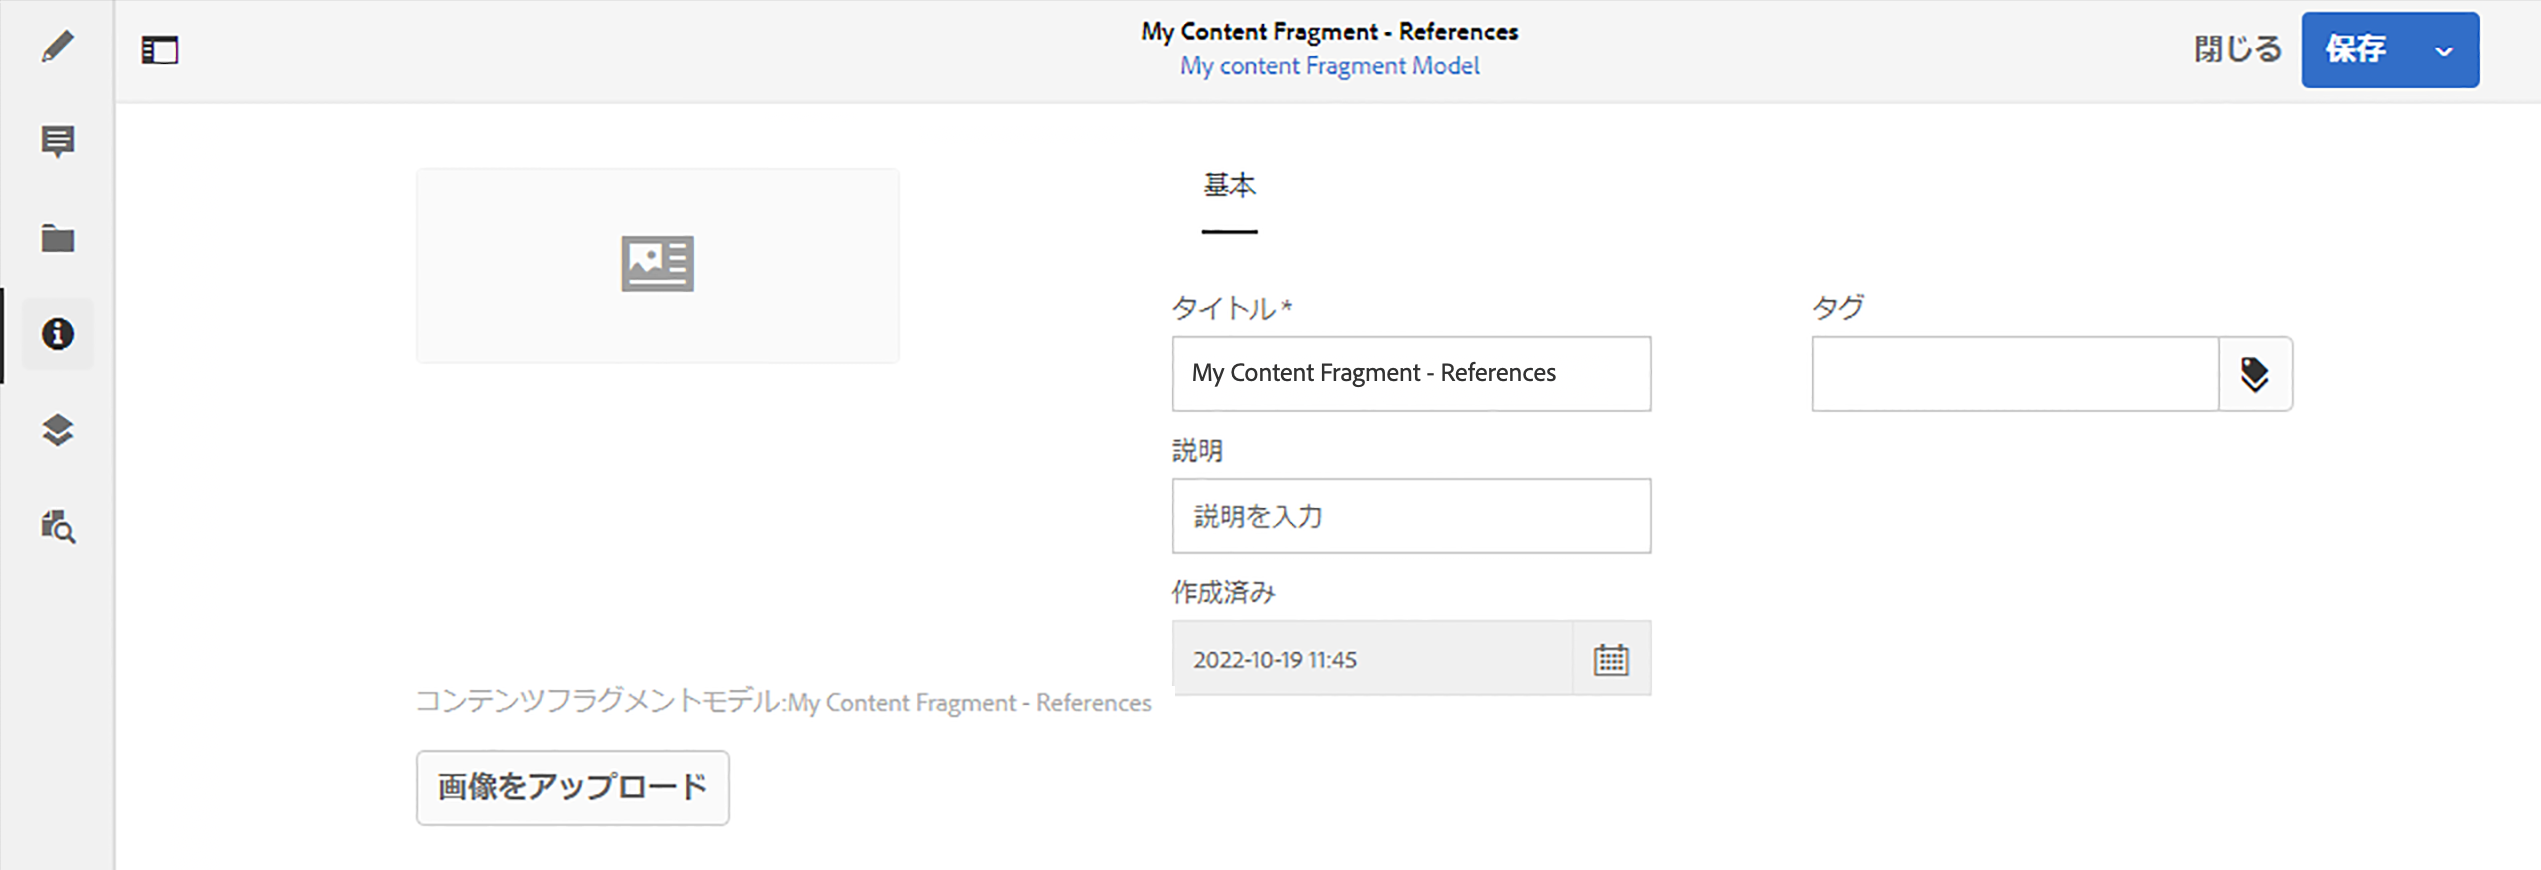 My Content Fragment - References
My content Fragment Model
閉じる
保存
基本
タイトル*
My Content Fragment - References
タグ
説明
説明を入力
作成済み
2022-10-19 11:45
コンテンツフラグメントモデル:My Content Fragment - References
画像をアップロード